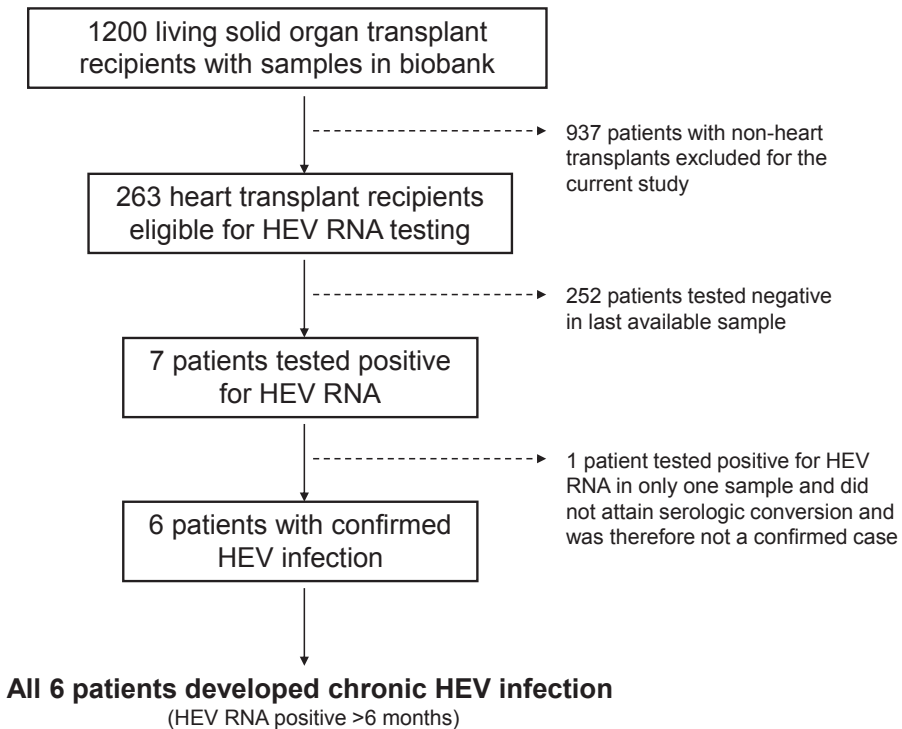 1200 living solid organ transplant
recipients with samples in biobank
937 patients with non-heart
transplants excluded for the
current study
263 heart transplant recipients
eligible for HEV RNA testing
252 patients tested negative
in last available sample
7 patients tested positive
for HEV RNA
1 patient tested positive for HEV
RNA in only one sample and did
not attain serologic conversion and
was therefore not a confirmed case
6 patients with confirmed
HEV infection
All 6 patients developed chronic HEV infection
(HEV RNA positive >6 months)